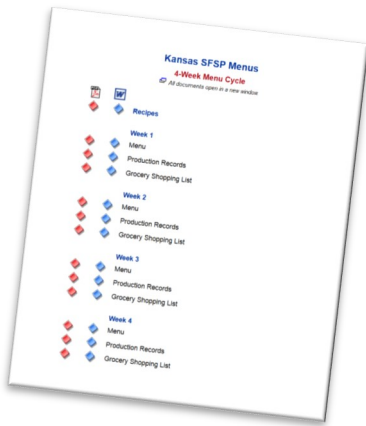 Kansas SFSP Menus
4-Week Menu Cycle
All documents open in a new window
Recipes
Week 1
Menu
Production Records
Grocery Shopping List
Week 2
Menu
Production Records
Grocery Shopping List
Week 3
Menu
Production Records
Grocery Shopping List
Week 4
Menu
Production Records
Grocery Shopping List